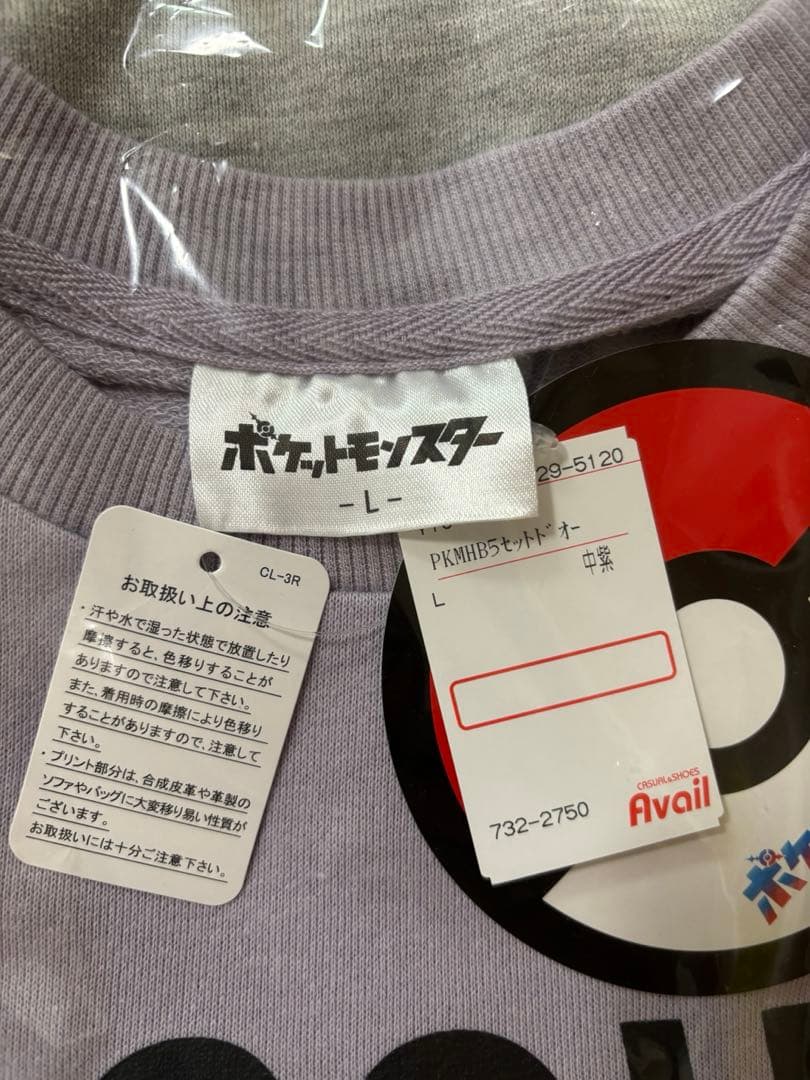 ポケットモンスター
-L-
CL-3R
お取扱い上の注意
・汗や水で湿った状態で放置したり
摩擦すると、色移りすることが
ありますので注意して下さい。
また、着用時の摩擦により色移り
することがありますので、注意して
下さい。
・プリント部分は、合成皮革や革製の
ソファやバッグに大変移り易い性質が
ございます。
お取扱いには十分ご注意下さい。
29-5120
PKMHB5セットドオー
中紫
L
732-2750
CASUAL&SHOES
Avail
ポケ